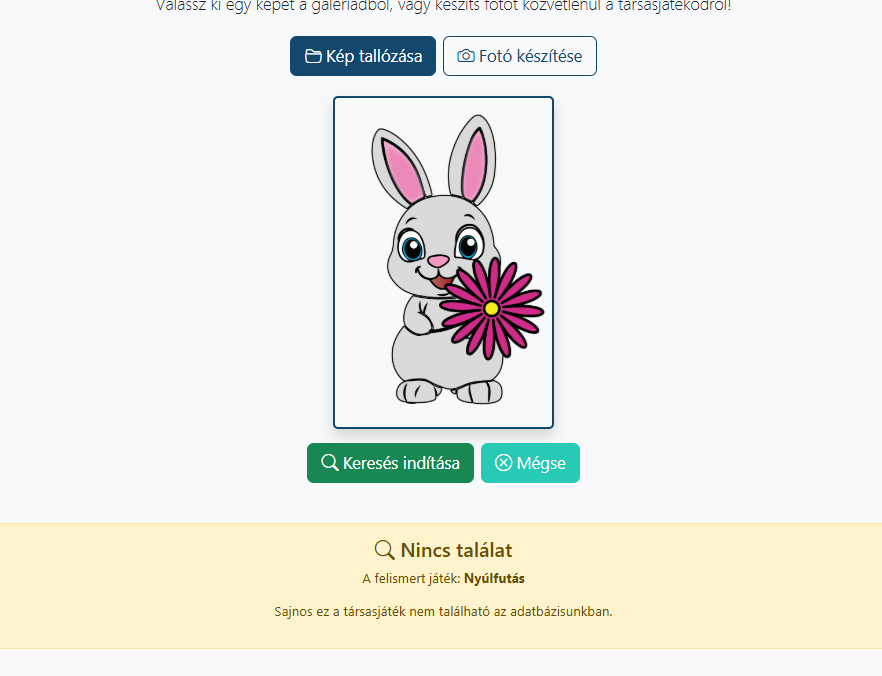 Válassz ki egy képet a galériádból, vagy készíts fotót közvetlenül a társasjátékodról!
Kép tallózása
Fotó készítése
Keresés indítása
Mégse
Nincs találat
A felismert játék: Nyúlfutás
Sajnos ez a társasjáték nem található az adatbázisunkban.